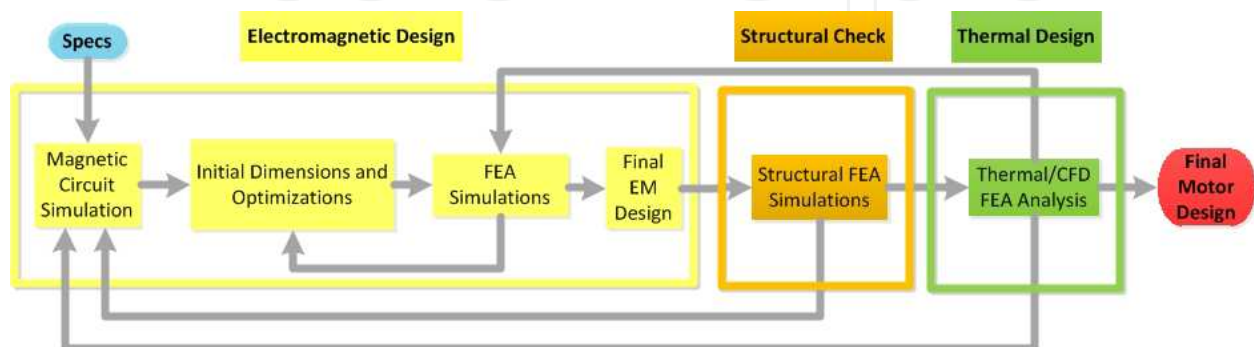 Specs
Electromagnetic Design
Structural Check
Thermal Design
Magnetic
Circuit
Simulation
Initial Dimensions and
Optimizations
FEA
Simulations
Final
EM
Design
Structural FEA
Simulations
Thermal/CFD
FEA Analysis
Final
Motor
Design